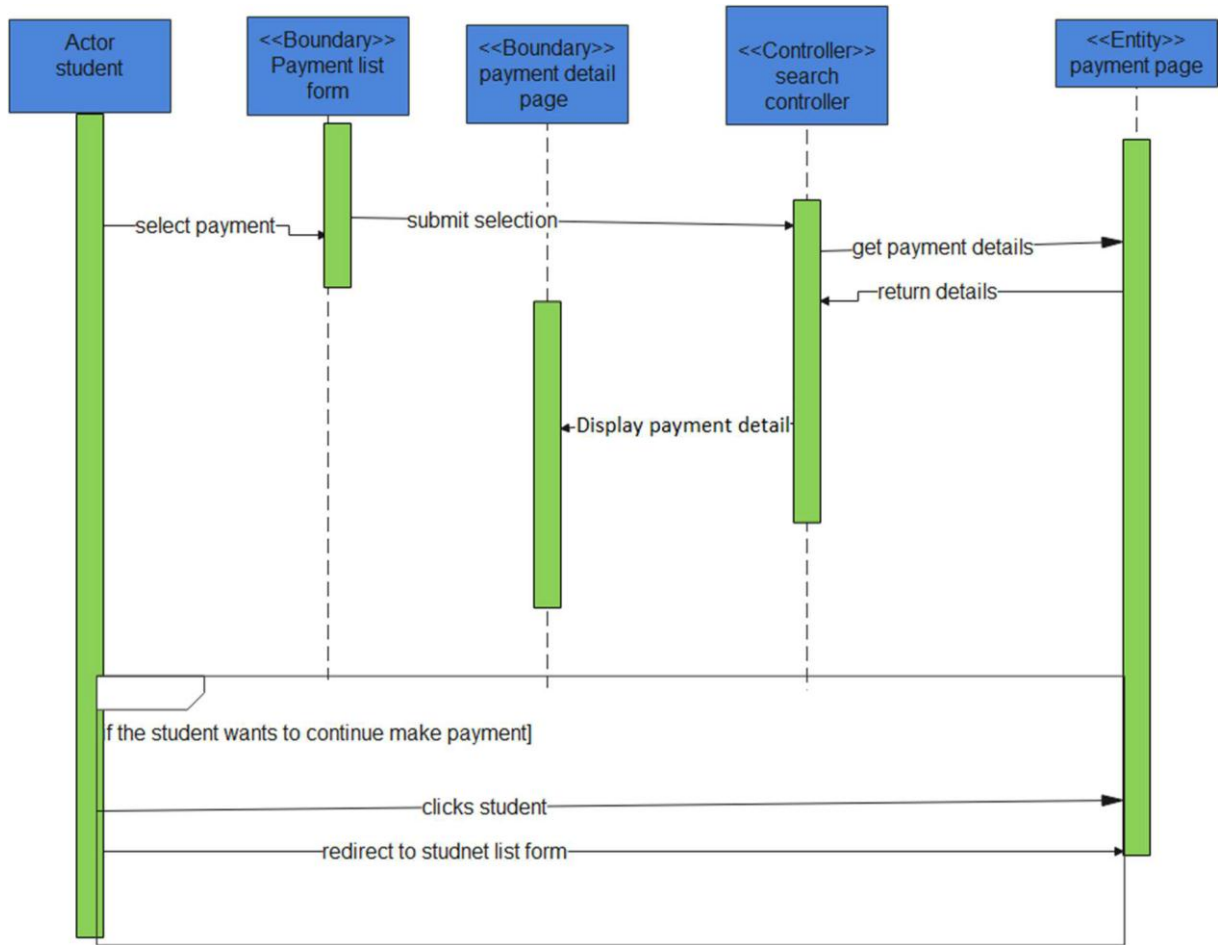 Actor
student
<<Boundary>>
Payment list
form
<<Boundary>>
payment detail
page
<<Controller>>
search
controller
<<Entity>>
payment page
select payment
submit selection
get payment details
return details
Display payment detail
if the student wants to continue make payment]
clicks student
redirect to studnet list form